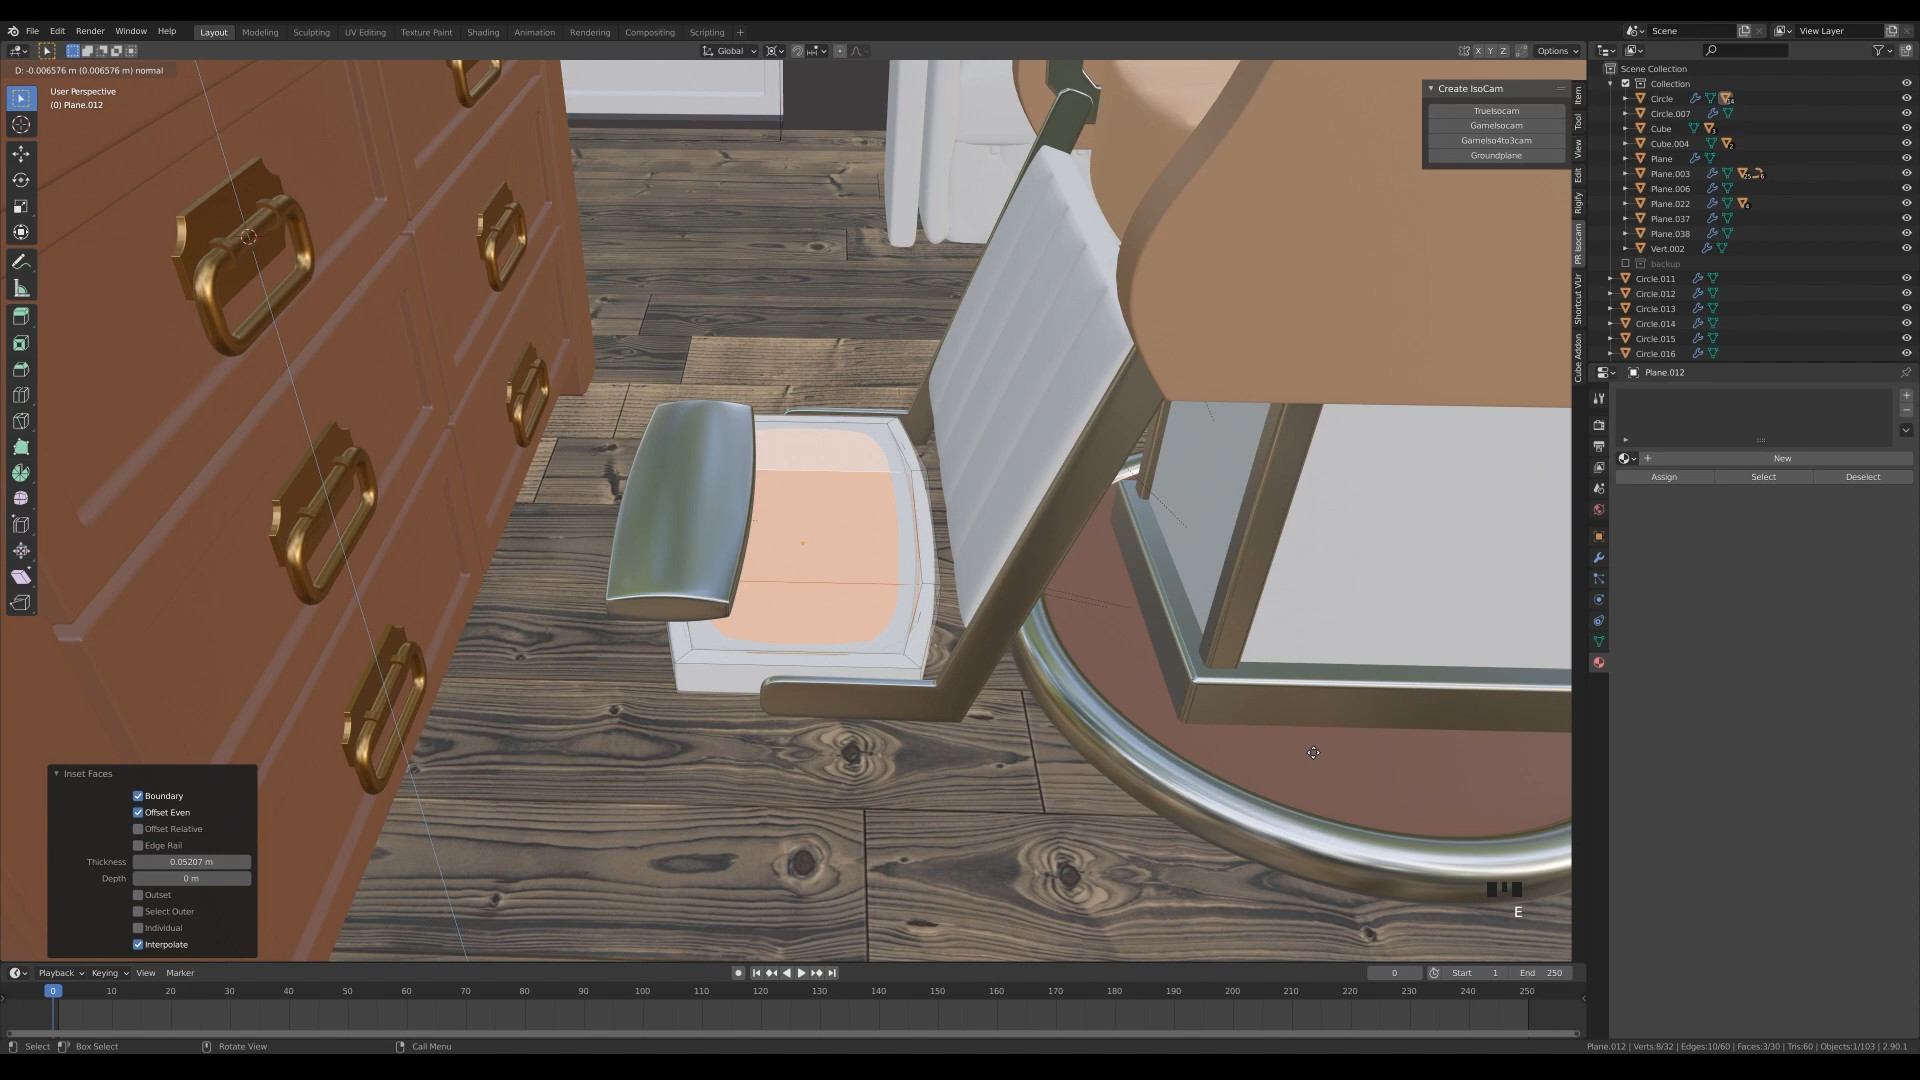 File Edit Render Window Help Layout Modeling Sculpting UV Editing Texture Paint Shading Animation Rendering Compositing Scripting +
Scene View Layer
Global X Y Z Options
D: -0.006576 m (0.006576 m) normal
User Perspective
(0) Plane.012
Create IsoCam
TrueIsocam
GameIsocam
GameIso4to3cam
Groundplane
Item
Tool
View
Edit
Rigify
PR Isocam
Shortcut VUr
Cube Addon
Scene Collection
Collection
Circle 14
Circle.007
Cube 3
Cube.004 2
Plane
Plane.003 25 6
Plane.006
Plane.022 4
Plane.037
Plane.038
Vert.002
backup
Circle.011
Circle.012
Circle.013
Circle.014
Circle.015
Circle.016
Plane.012
New
Assign Select Deselect
Inset Faces
Boundary
Offset Even
Offset Relative
Edge Rail
Thickness 0.05207 m
Depth 0 m
Outset
Select Outer
Individual
Interpolate
E
Playback Keying View Marker 0 Start 1 End 250
0 10 20 30 40 50 60 70 80 90 100 110 120 130 140 150 160 170 180 190 200 210 220 230 240 250
Select Box Select Rotate View Call Menu
Plane.012 | Verts:8/32 | Edges:10/60 | Faces:3/30 | Tris:60 | Objects:1/103 | 2.90.1